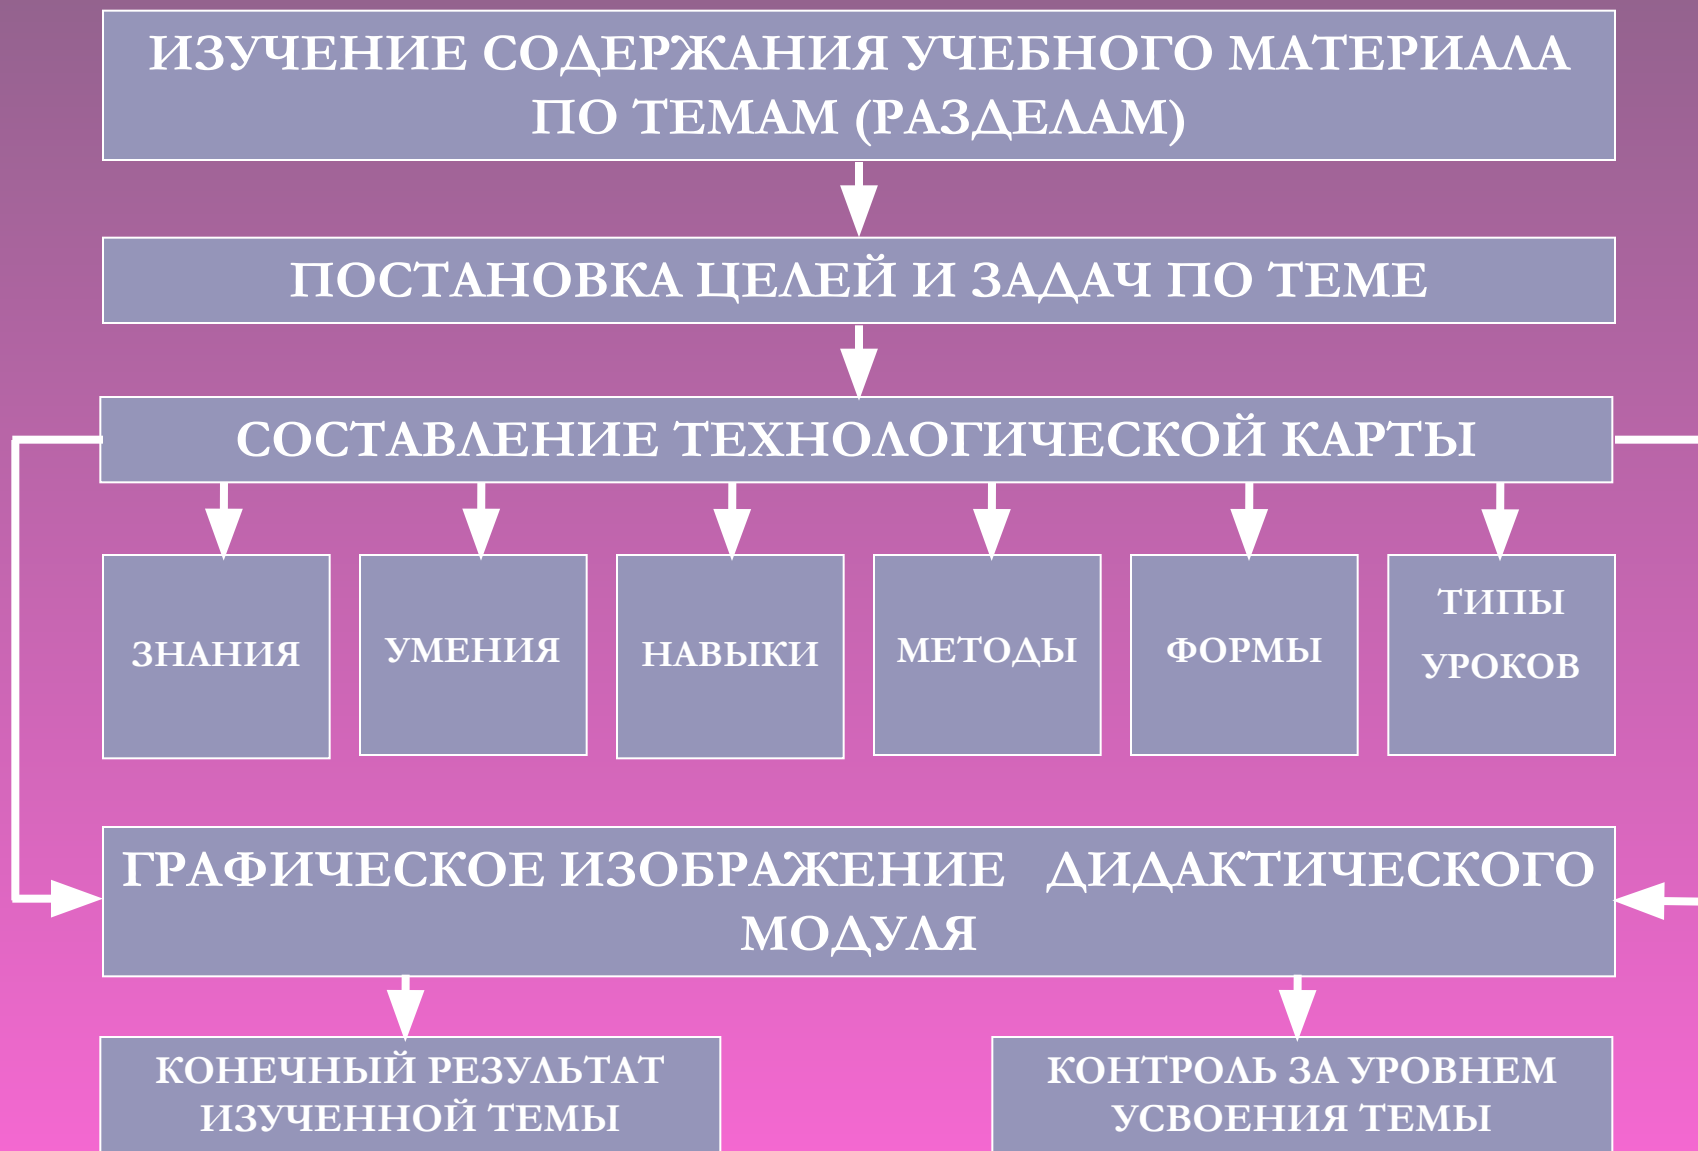 ИЗУЧЕНИЕ СОДЕРЖАНИЯ УЧЕБНОГО МАТЕРИАЛА
ПО ТЕМАМ (РАЗДЕЛАМ)
ПОСТАНОВКА ЦЕЛЕЙ И ЗАДАЧ ПО ТЕМЕ
СОСТАВЛЕНИЕ ТЕХНОЛОГИЧЕСКОЙ КАРТЫ
ЗНАНИЯ
УМЕНИЯ
НАВЫКИ
МЕТОДЫ
ФОРМЫ
ТИПЫ
УРОКОВ
ГРАФИЧЕСКОЕ ИЗОБРАЖЕНИЕ ДИДАКТИЧЕСКОГО
МОДУЛЯ
КОНЕЧНЫЙ РЕЗУЛЬТАТ
ИЗУЧЕННОЙ ТЕМЫ
КОНТРОЛЬ ЗА УРОВНЕМ
УСВОЕНИЯ ТЕМЫ